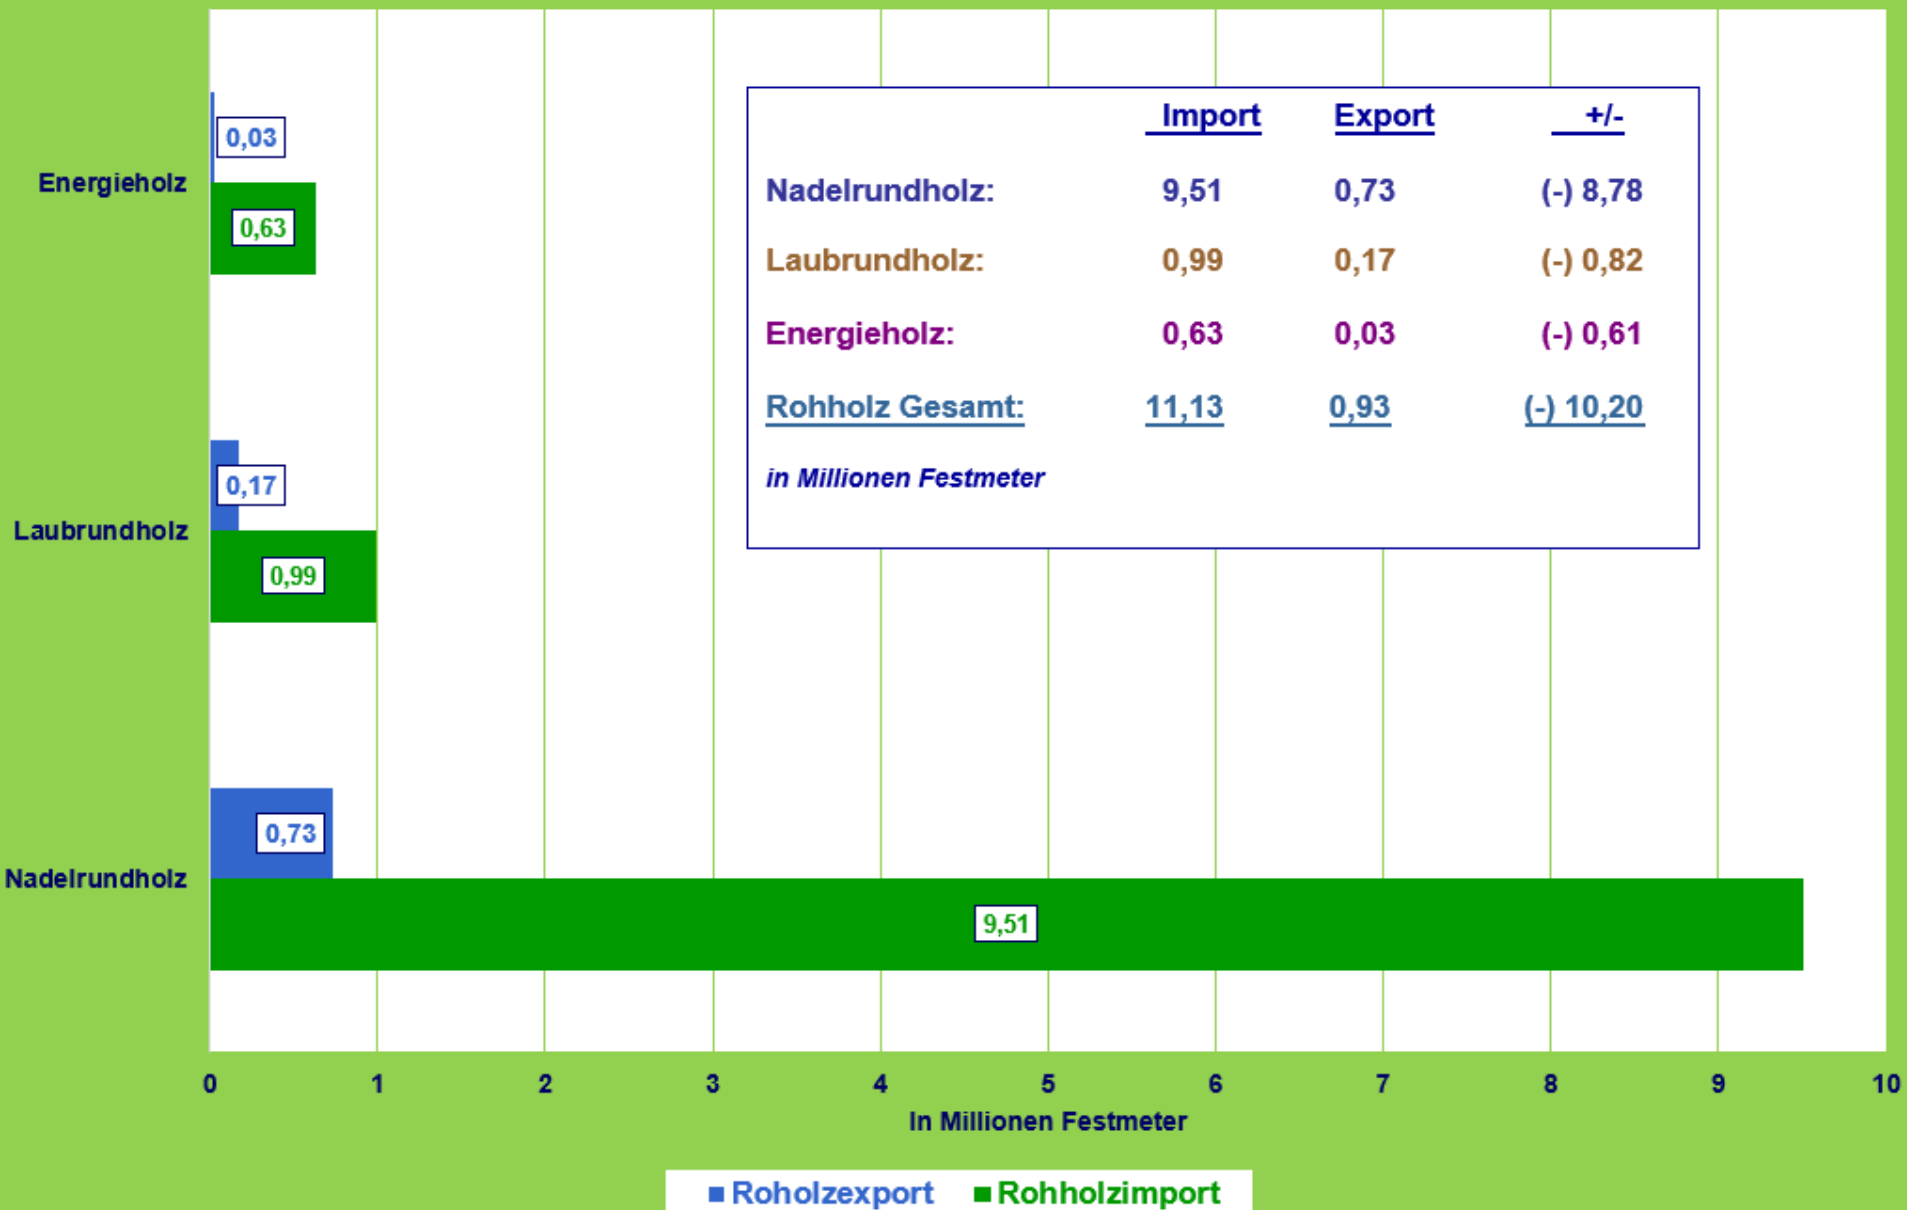 Import Export +/-
Energieholz
0,03
0,63
Nadelrundholz: 9,51 0,73 (-) 8,78
Laubrundholz: 0,99 0,17 (-) 0,82
Energieholz: 0,63 0,03 (-) 0,61
Rohholz Gesamt: 11,13 0,93 (-) 10,20
in Millionen Festmeter
Laubrundholz
0,17
0,99
Nadelrundholz
0,73
9,51
0 1 2 3 4 5 6 7 8 9 10
In Millionen Festmeter
Roholzexport Rohholzimport